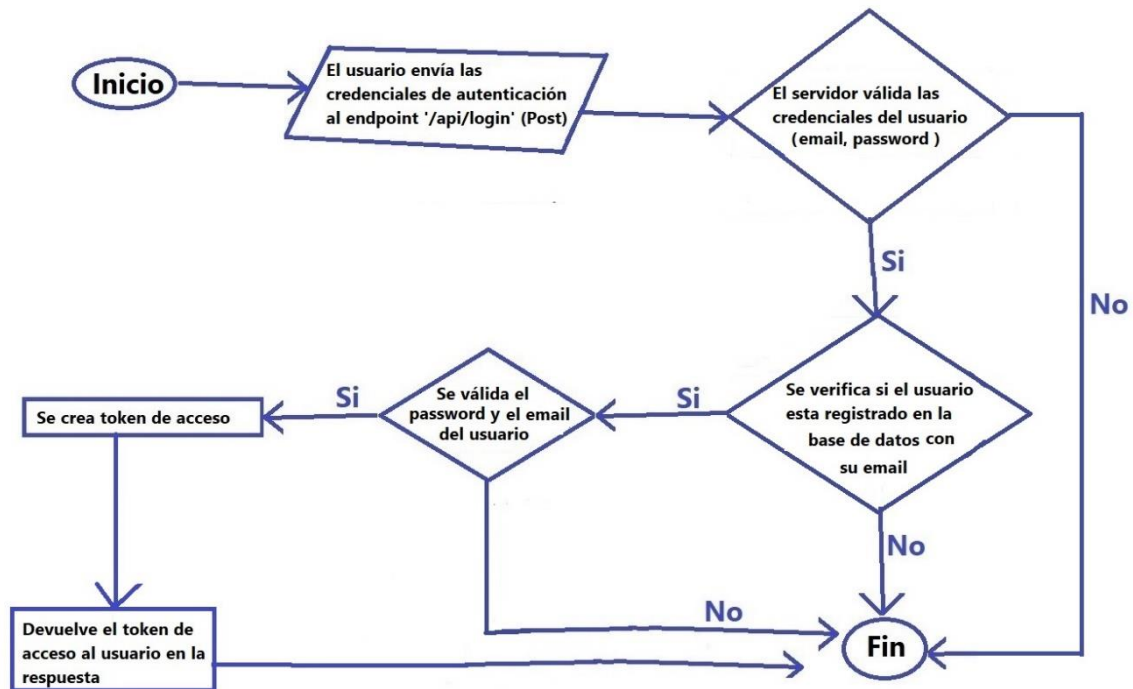 Inicio
El usuario envía las
credenciales de autenticación
al endpoint '/api/login' (Post)
El servidor válida las
credenciales del usuario
(email, password )
Si
No
Se verifica si el usuario
esta registrado en la
base de datos con
su email
Si
No
Se válida el
password y el email
del usuario
Si
No
Se crea token de acceso
Devuelve el token de
acceso al usuario en la
respuesta
Fin